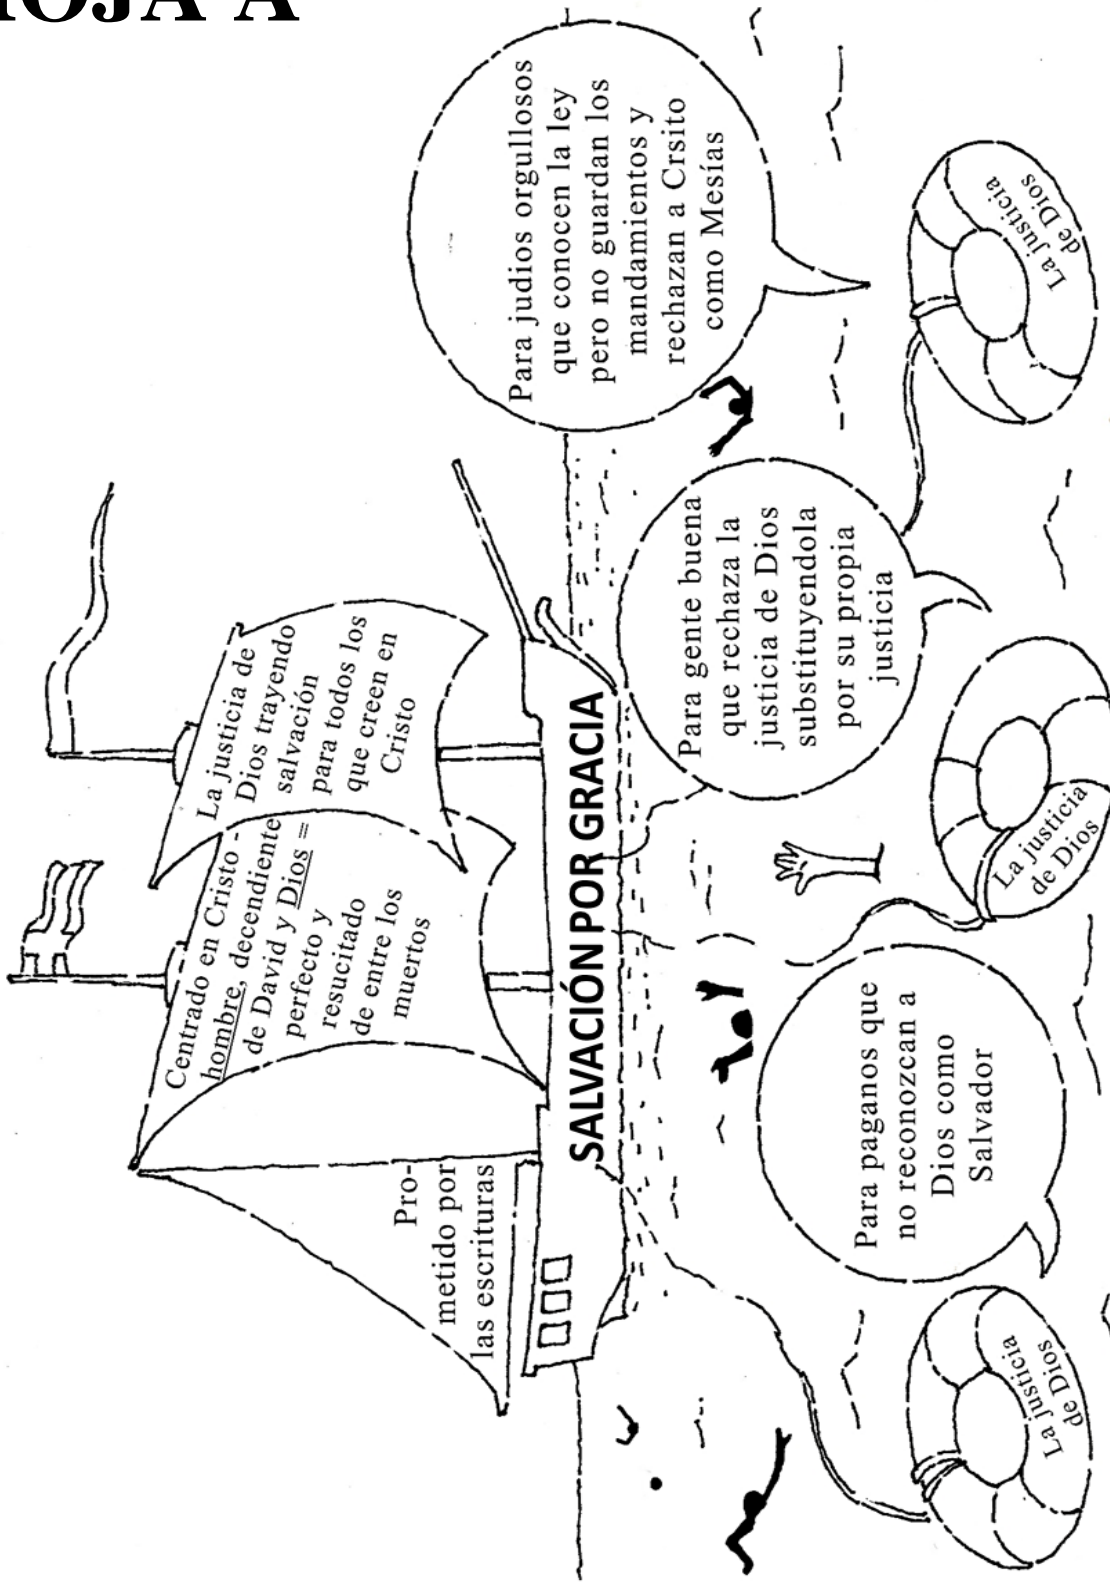 HOJA A
Pro-
metido por
las escrituras
Centrado en Cristo -
hombre, decendiente
de David y Dios =
perfecto y
resucitado
de entre los
muertos
La justicia de
Dios trayendo
salvación
para todos los
que creen en
Cristo
SALVACIÓN POR GRACIA
Para paganos que
no reconozcan a
Dios como
Salvador
Para gente buena
que rechaza la
justicia de Dios
substituyendola
por su propia
justicia
Para judios orgullosos
que conocen la ley
pero no guardan los
mandamientos y
rechazan a Crsito
como Mesías
La justicia
de Dios
La justicia
de Dios
La justicia
de Dios